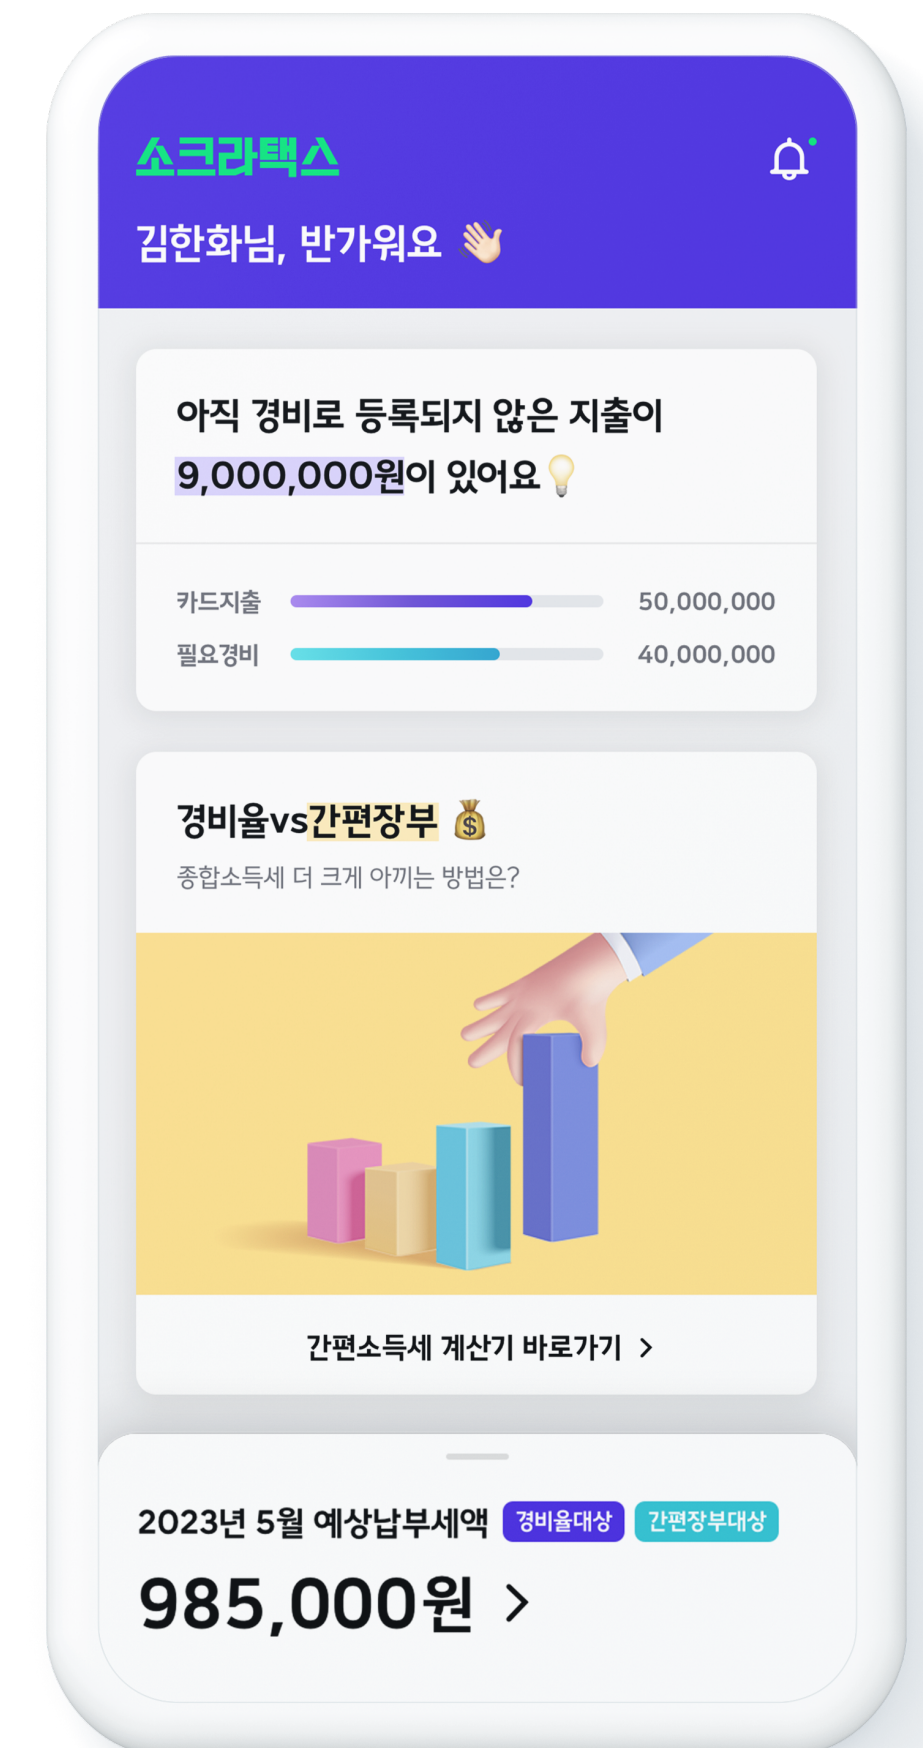 소크라택스
김한화님, 반가워요
아직 경비로 등록되지 않은 지출이
9,000,000원이 있어요
카드지출 50,000,000
필요경비 40,000,000
경비율vs간편장부
종합소득세 더 크게 아끼는 방법은?
간편소득세 계산기 바로가기 >
2023년 5월 예상납부세액 경비율대상 간편장부대상
985,000원 >